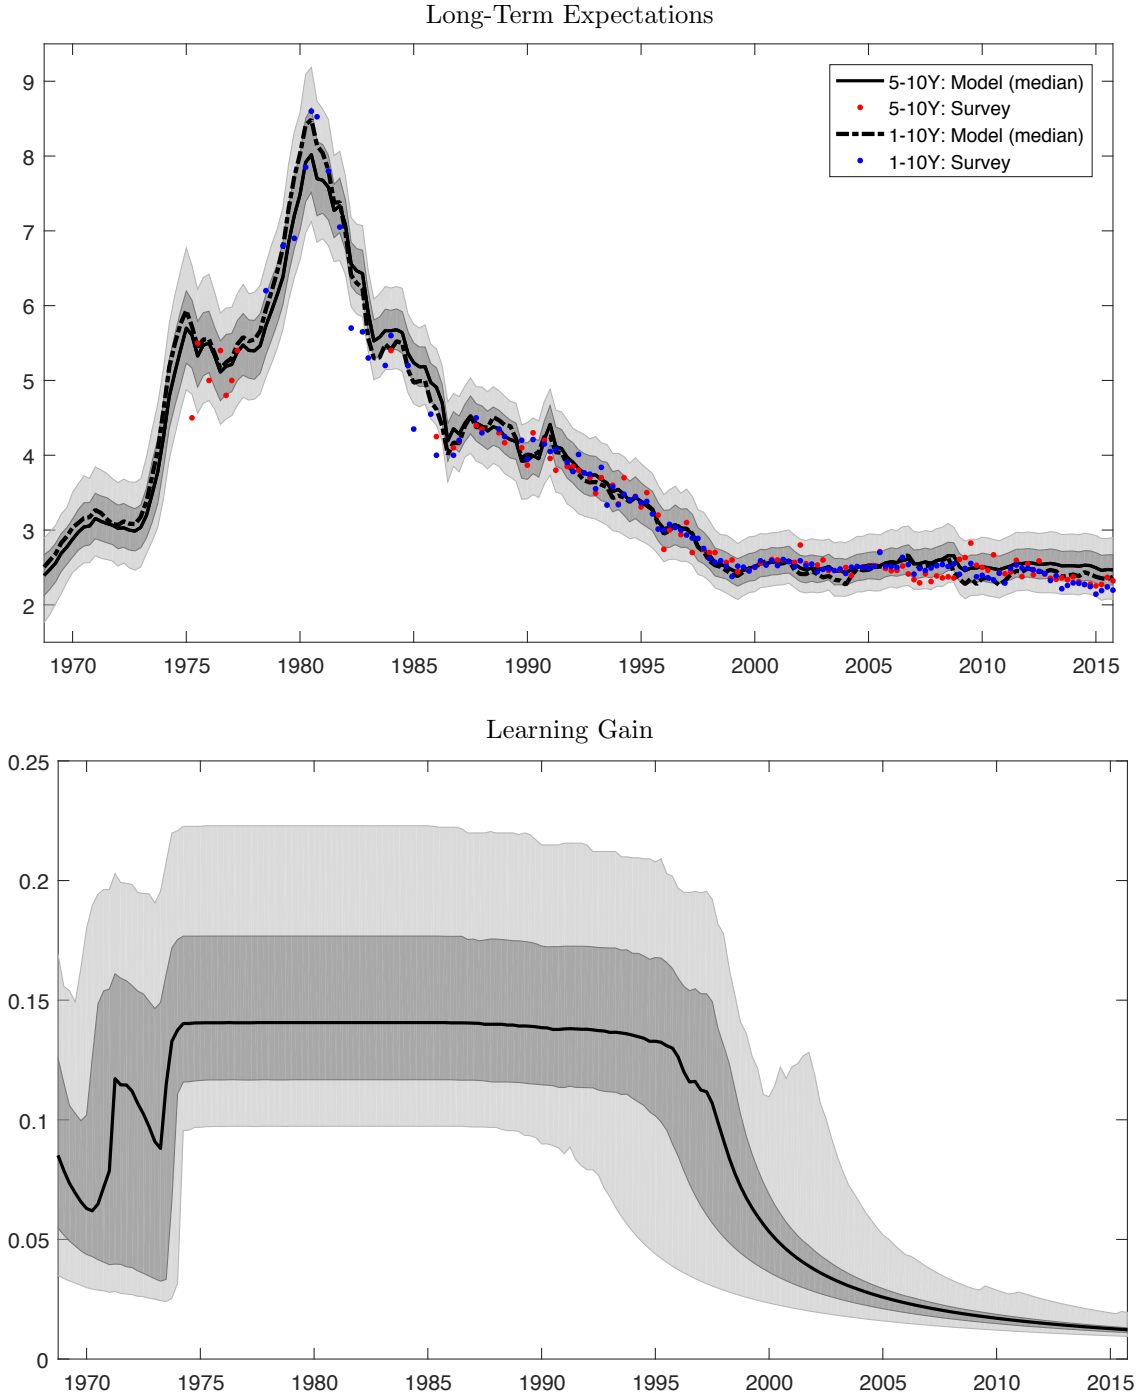 Long-Term Expectations
9
8
7
6
5
4
3
2
5-10Y: Model (median)
5-10Y: Survey
1-10Y: Model (median)
1-10Y: Survey
1970 1975 1980 1985 1990 1995 2000 2005 2010 2015
Learning Gain
0.25
0.2
0.15
0.1
0.05
0
1970 1975 1980 1985 1990 1995 2000 2005 2010 2015